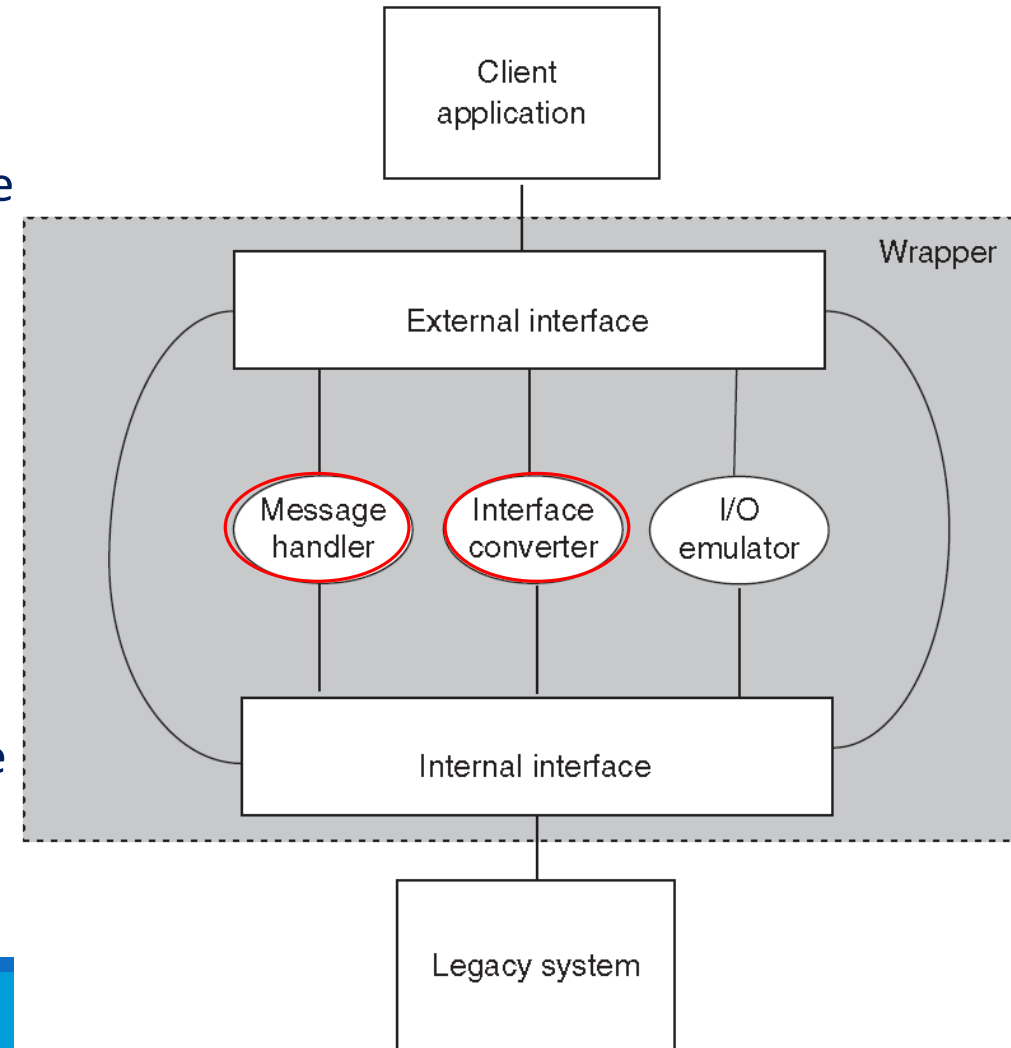 Client
application
e
Wrapper
External interface
Message
handler
Interface
converter
I/O
emulator
e
Internal interface
Legacy system